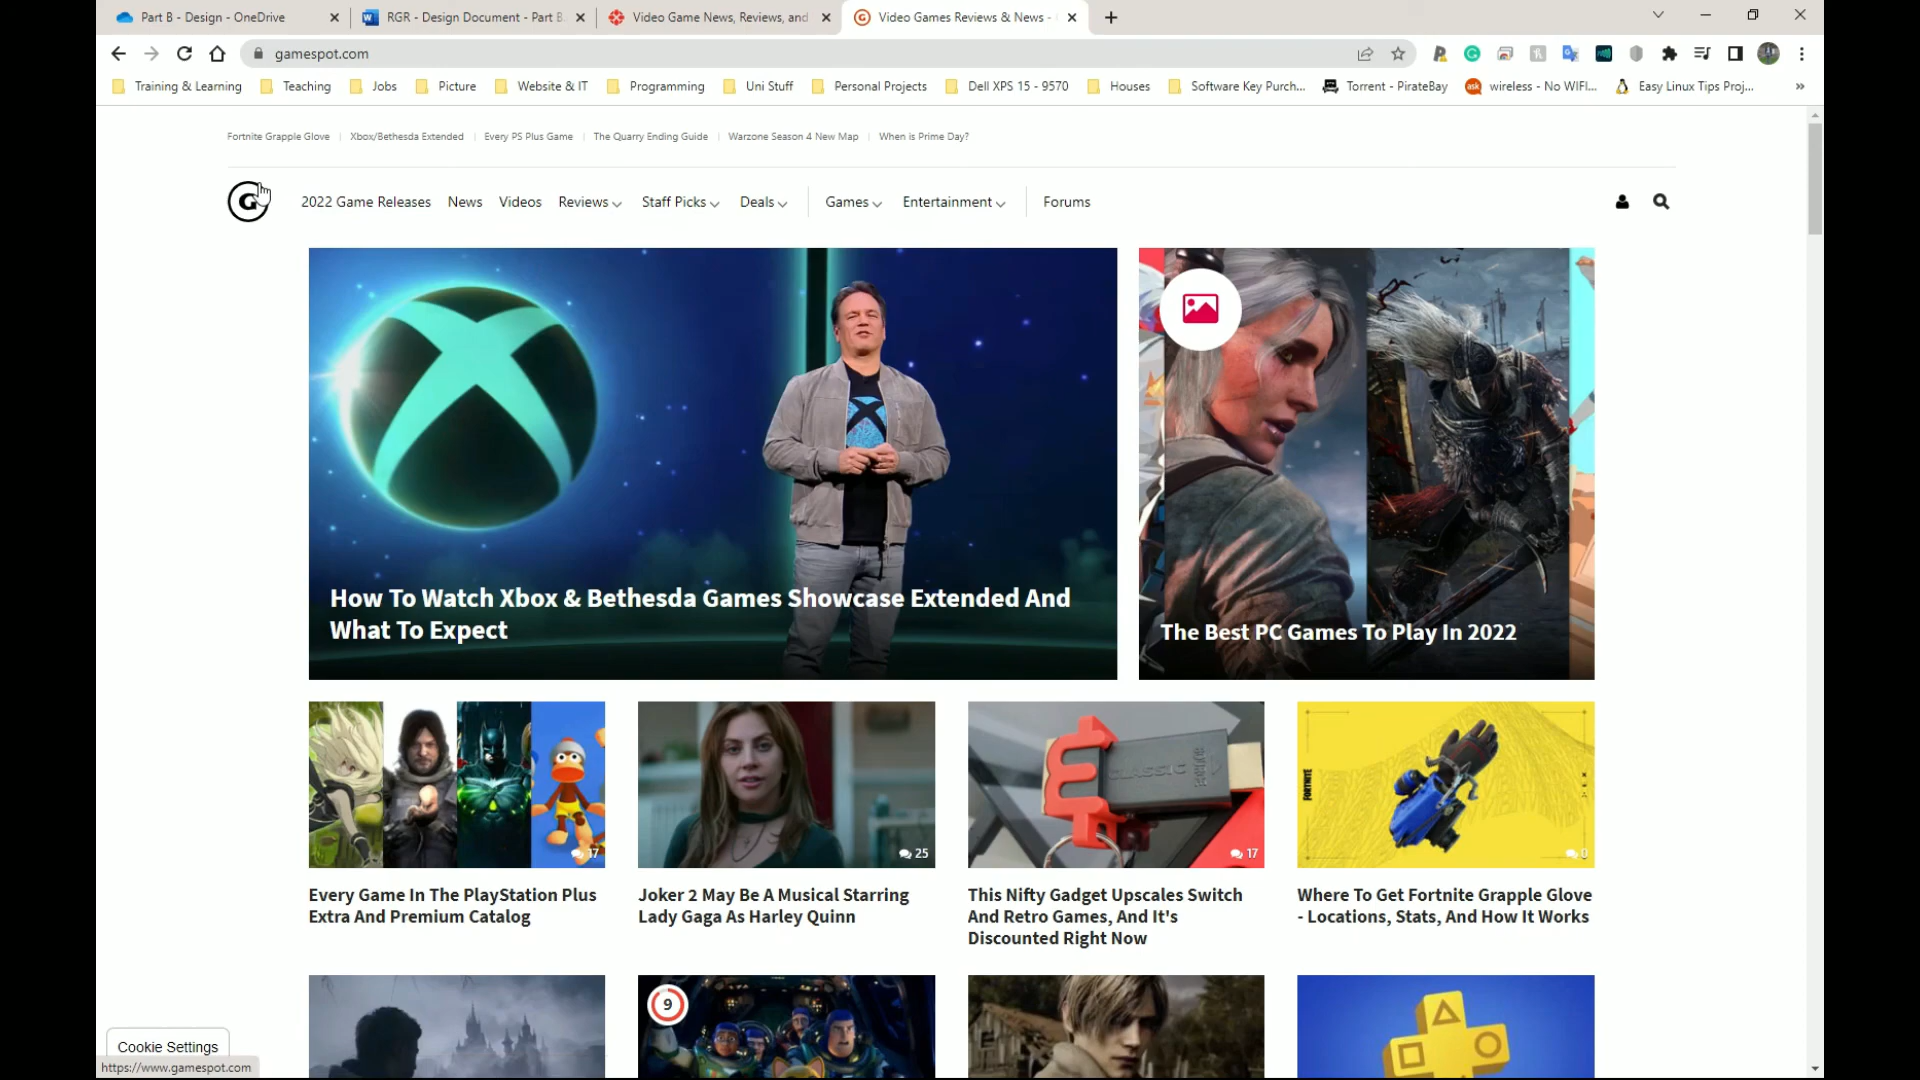 Part B - Design - OneDrive
RGR - Design Document - Part B.
Video Game News, Reviews, and
Video Games Reviews & News -
gamespot.com
Training & Learning
Teaching
Jobs
Picture
Website & IT
Programming
Uni Stuff
Personal Projects
Dell XPS 15 - 9570
Houses
Software Key Purch...
Torrent - PirateBay
ask
wireless - No WIFI...
Easy Linux Tips Proj...
»
Fortnite Grapple Glove
Xbox/Bethesda Extended
Every PS Plus Game
The Quarry Ending Guide
Warzone Season 4 New Map
When is Prime Day?
G
2022 Game Releases
News
Videos
Reviews
Staff Picks
Deals
Games
Entertainment
Forums
How To Watch Xbox & Bethesda Games Showcase Extended And
What To Expect
The Best PC Games To Play In 2022
17
25
CLASSIC
17
FORTNITE
0
Every Game In The PlayStation Plus
Extra And Premium Catalog
Joker 2 May Be A Musical Starring
Lady Gaga As Harley Quinn
This Nifty Gadget Upscales Switch
And Retro Games, And It's
Discounted Right Now
Where To Get Fortnite Grapple Glove
- Locations, Stats, And How It Works
9
Cookie Settings
https://www.gamespot.com